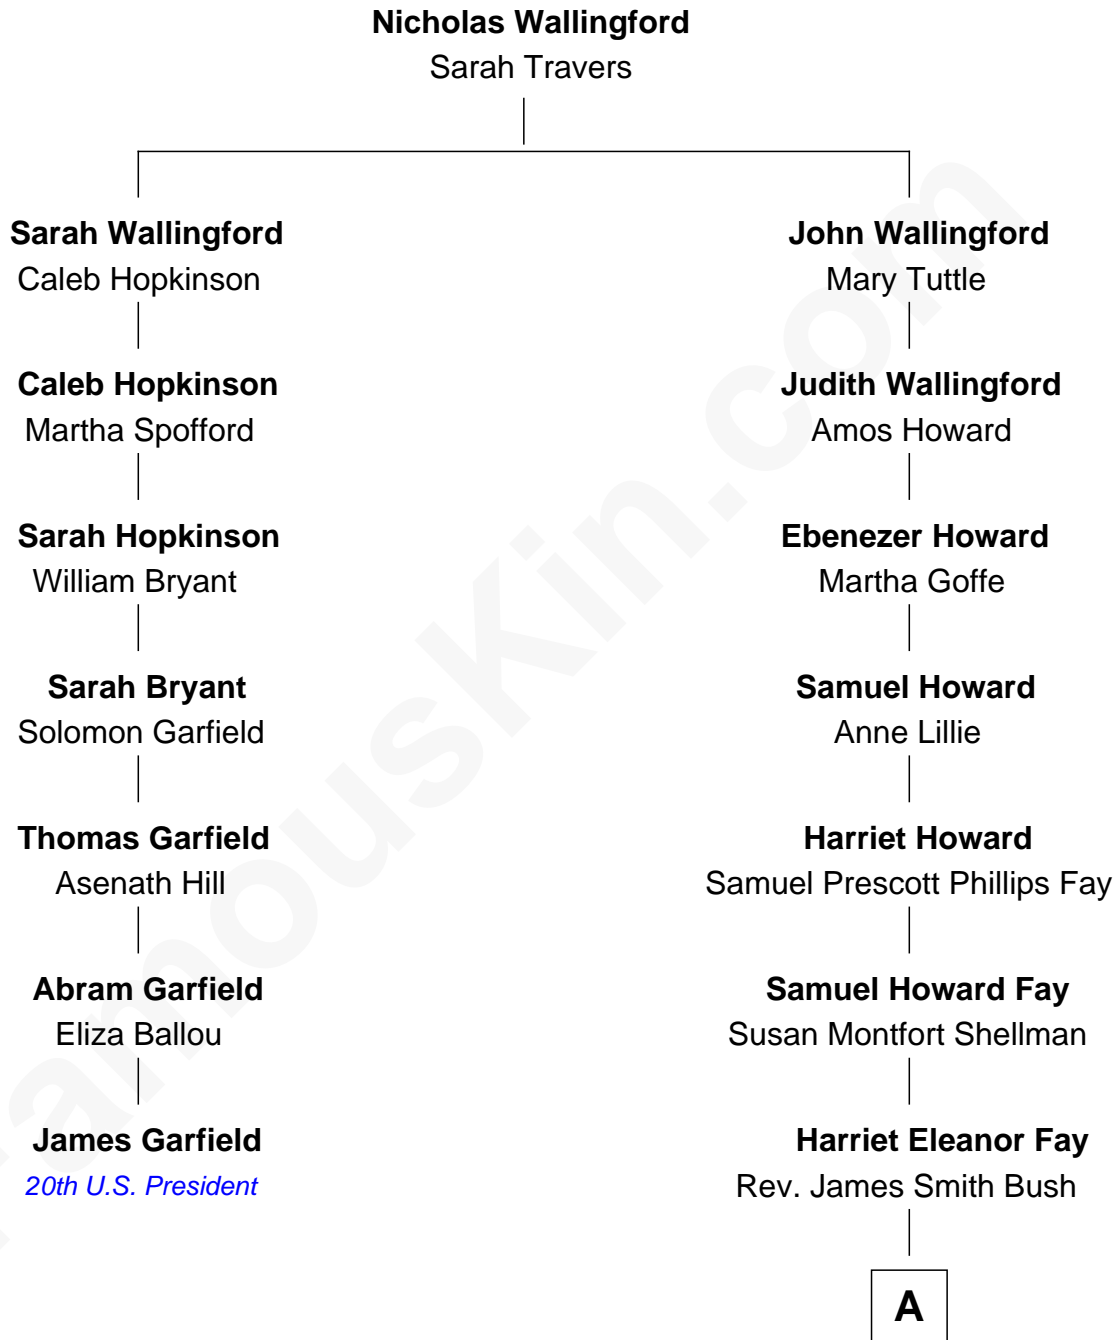 Nicholas Wallingford
Sarah Travers
Sarah Wallingford
Caleb Hopkinson
John Wallingford
Mary Tuttle
Caleb Hopkinson
Martha Spofford
Judith Wallingford
Amos Howard
Sarah Hopkinson
William Bryant
Ebenezer Howard
Martha Goffe
Sarah Bryant
Solomon Garfield
Samuel Howard
Anne Lillie
Thomas Garfield
Asenath Hill
Harriet Howard
Samuel Prescott Phillips Fay
Abram Garfield
Eliza Ballou
Samuel Howard Fay
Susan Montfort Shellman
James Garfield
20th U.S. President
Harriet Eleanor Fay
Rev. James Smith Bush
A
FamousKin.com